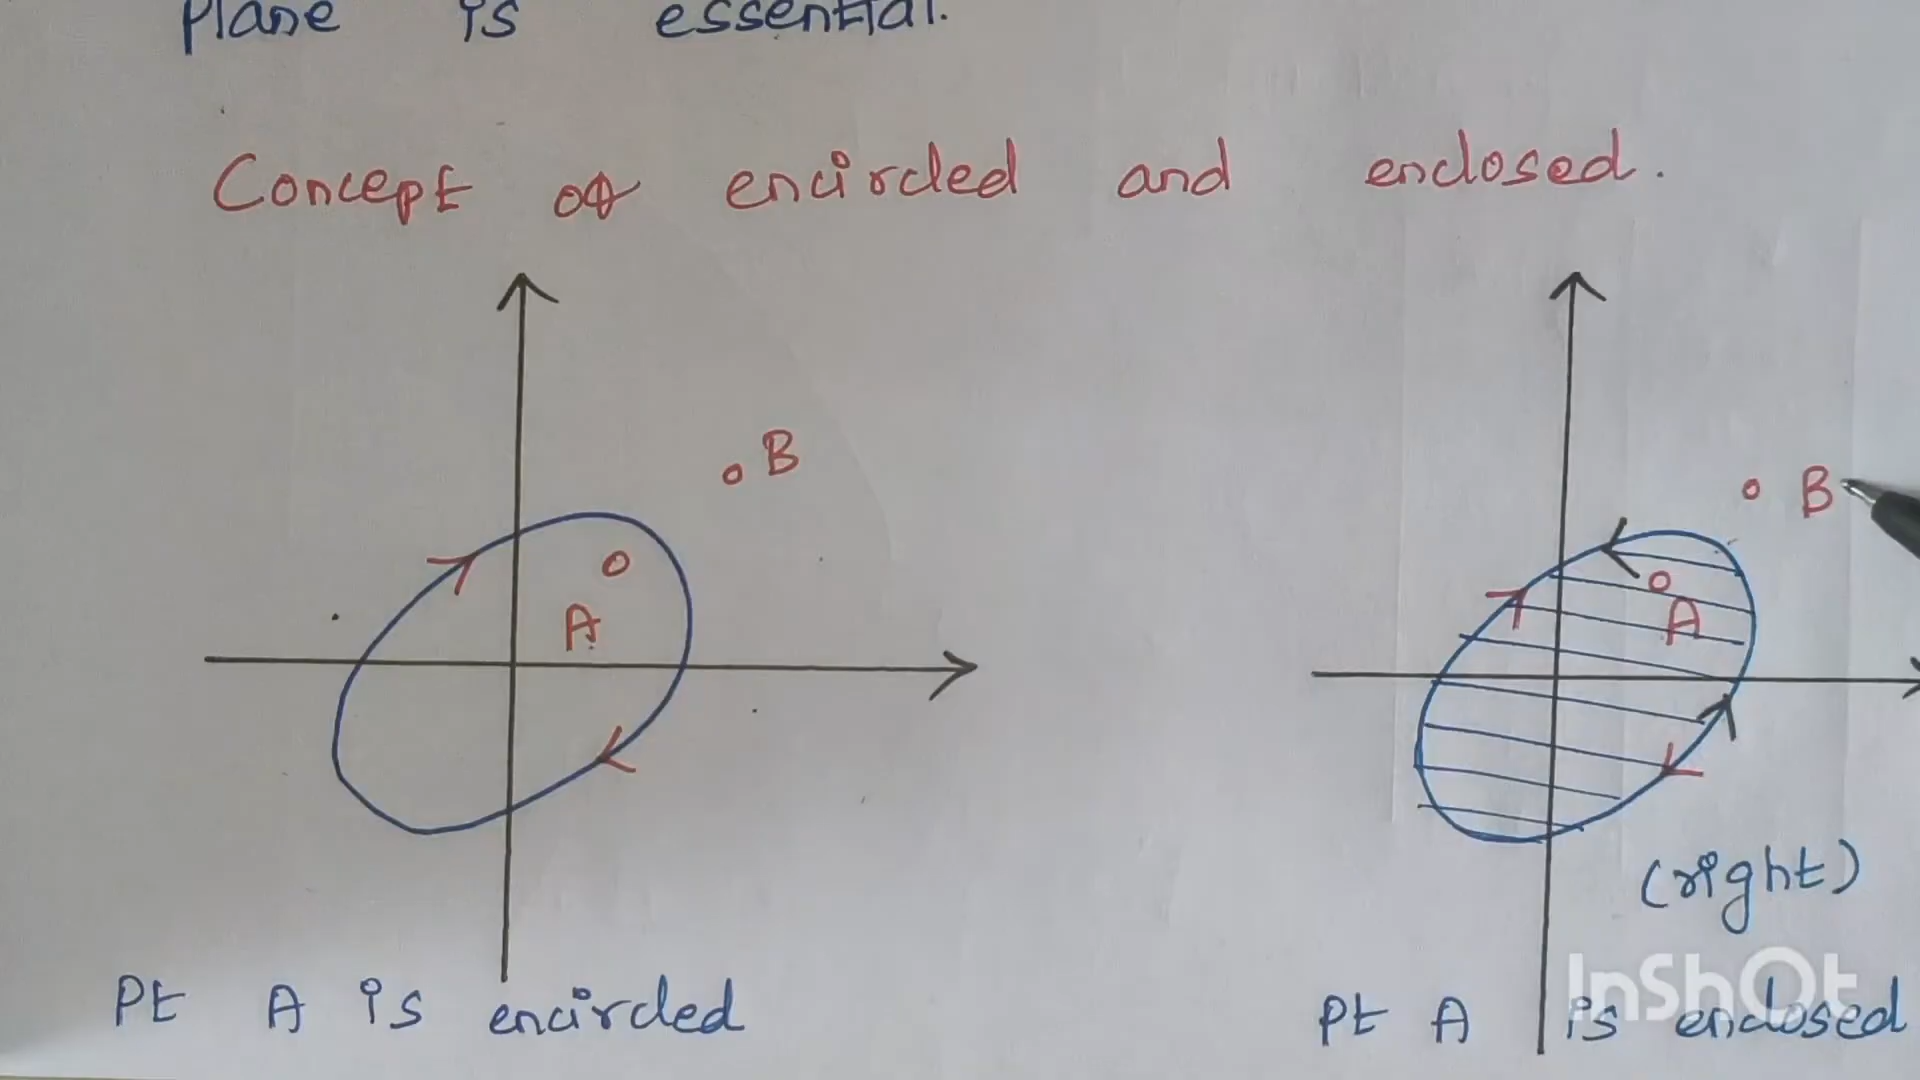 Plane is essential.
Concept of encircled and enclosed.
B
A
B
A
(right)
Pt A is encircled
Pt A is enclosed
InShOt